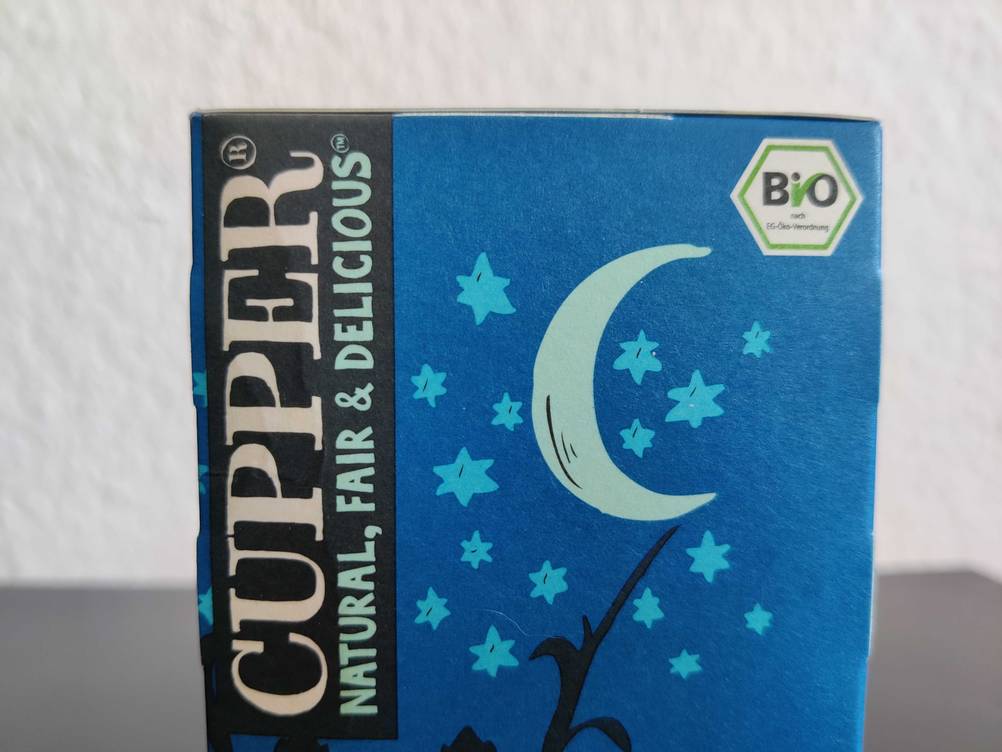 CUPPER®
NATURAL, FAIR & DELICIOUS™
BiO
nach
EG-Öko-Verordnung